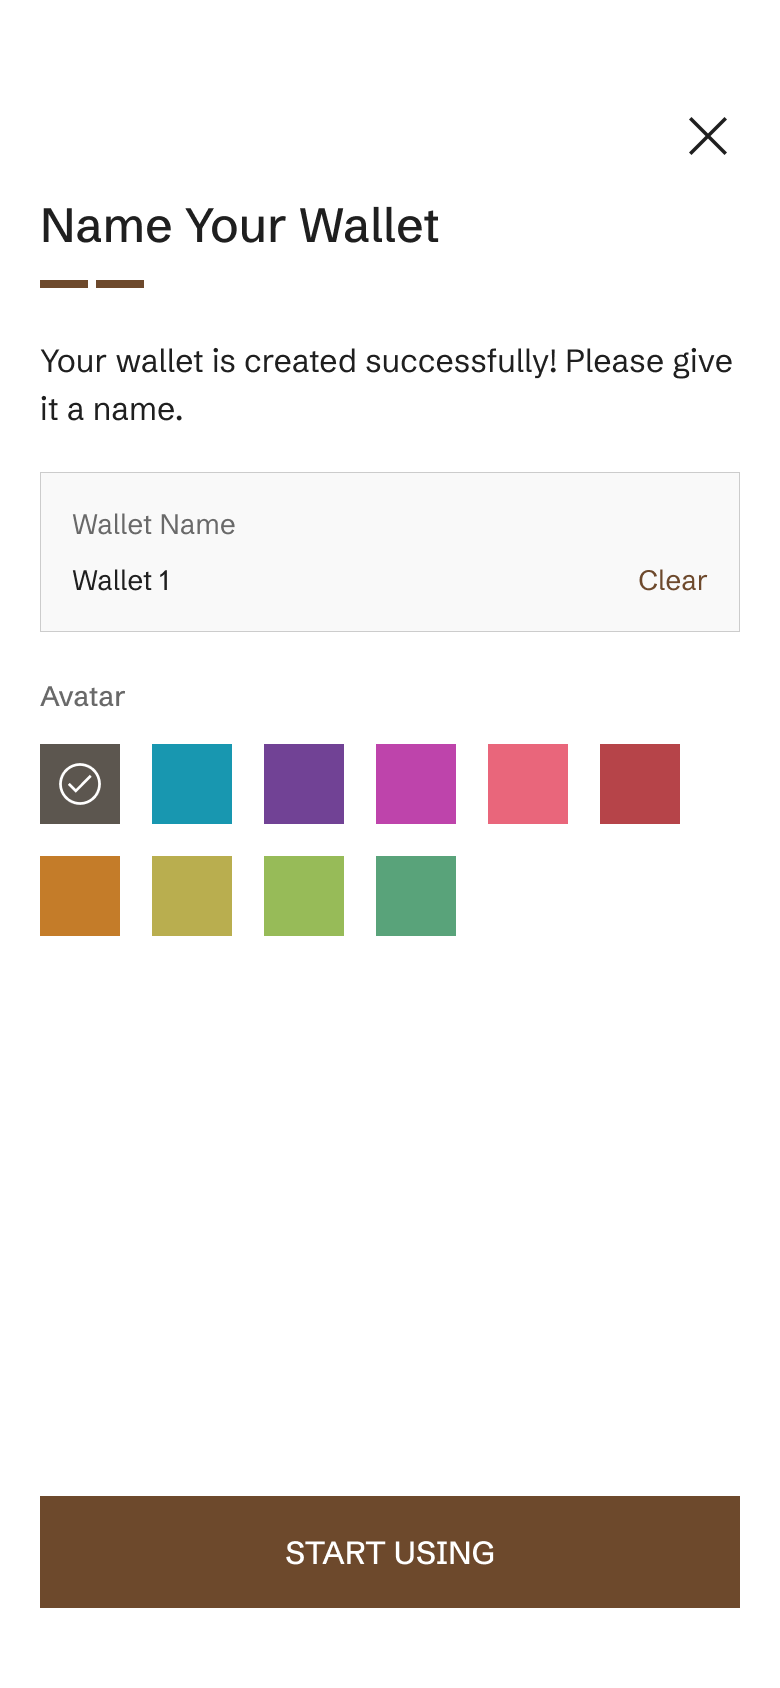 Name Your Wallet
Your wallet is created successfully! Please give
it a name.
Wallet Name
Wallet 1
Clear
Avatar
START USING